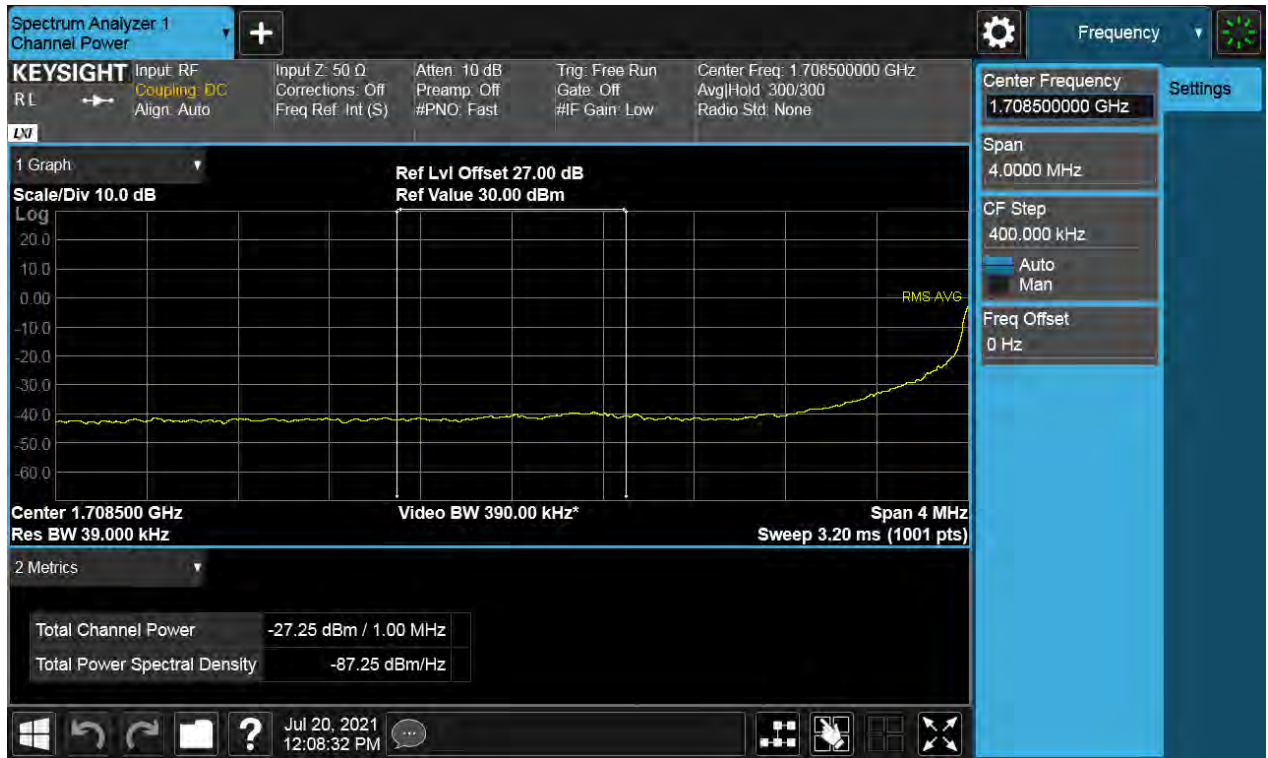 Spectrum Analyzer 1
Channel Power
+
Frequency
KEYSIGHT
RL
LXI
Input: RF
Coupling: DC
Align: Auto
Input Z: 50 Ω
Corrections: Off
Freq Ref: Int (S)
Atten: 10 dB
Preamp: Off
#PNO: Fast
Trig: Free Run
Gate: Off
#IF Gain: Low
Center Freq: 1.708500000 GHz
Avg|Hold: 300/300
Radio Std: None
1 Graph
Ref Lvl Offset 27.00 dB
Scale/Div 10.0 dB
Ref Value 30.00 dBm
Log
20.0
10.0
0.00
-10.0
-20.0
-30.0
-40.0
-50.0
-60.0
RMS AVG
Center 1.708500 GHz
Video BW 390.00 kHz*
Span 4 MHz
Res BW 39.000 kHz
Sweep 3.20 ms (1001 pts)
2 Metrics
Total Channel Power
-27.25 dBm / 1.00 MHz
Total Power Spectral Density
-87.25 dBm/Hz
?
Jul 20, 2021
12:08:32 PM
Center Frequency
1.708500000 GHz
Settings
Span
4.0000 MHz
CF Step
400.000 kHz
Auto
Man
Freq Offset
0 Hz